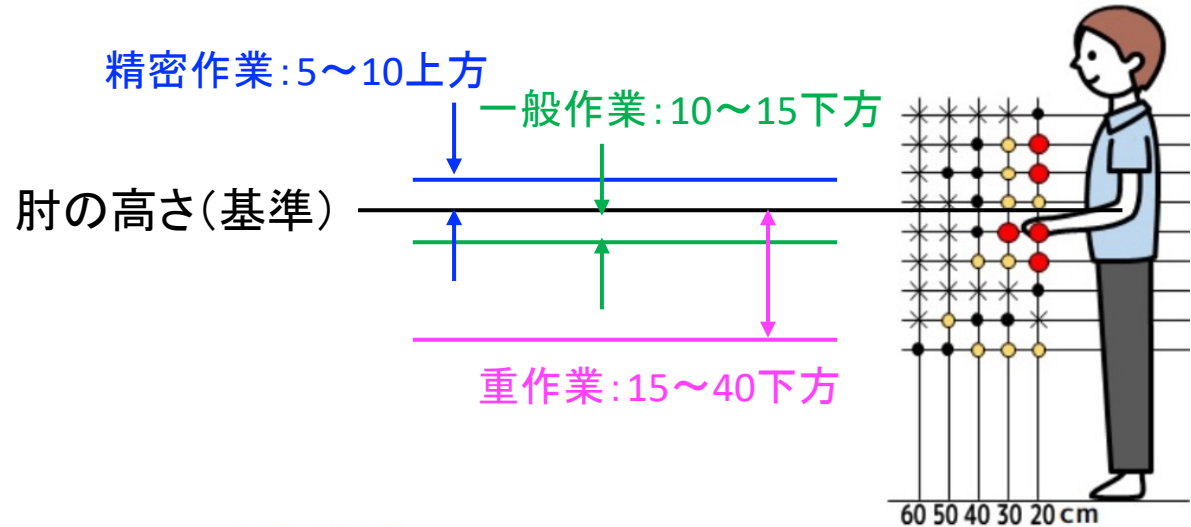 精密作業：5～10上方
一般作業：10～15下方
肘の高さ（基準）
重作業：15～40下方
60 50 40 30 20 cm